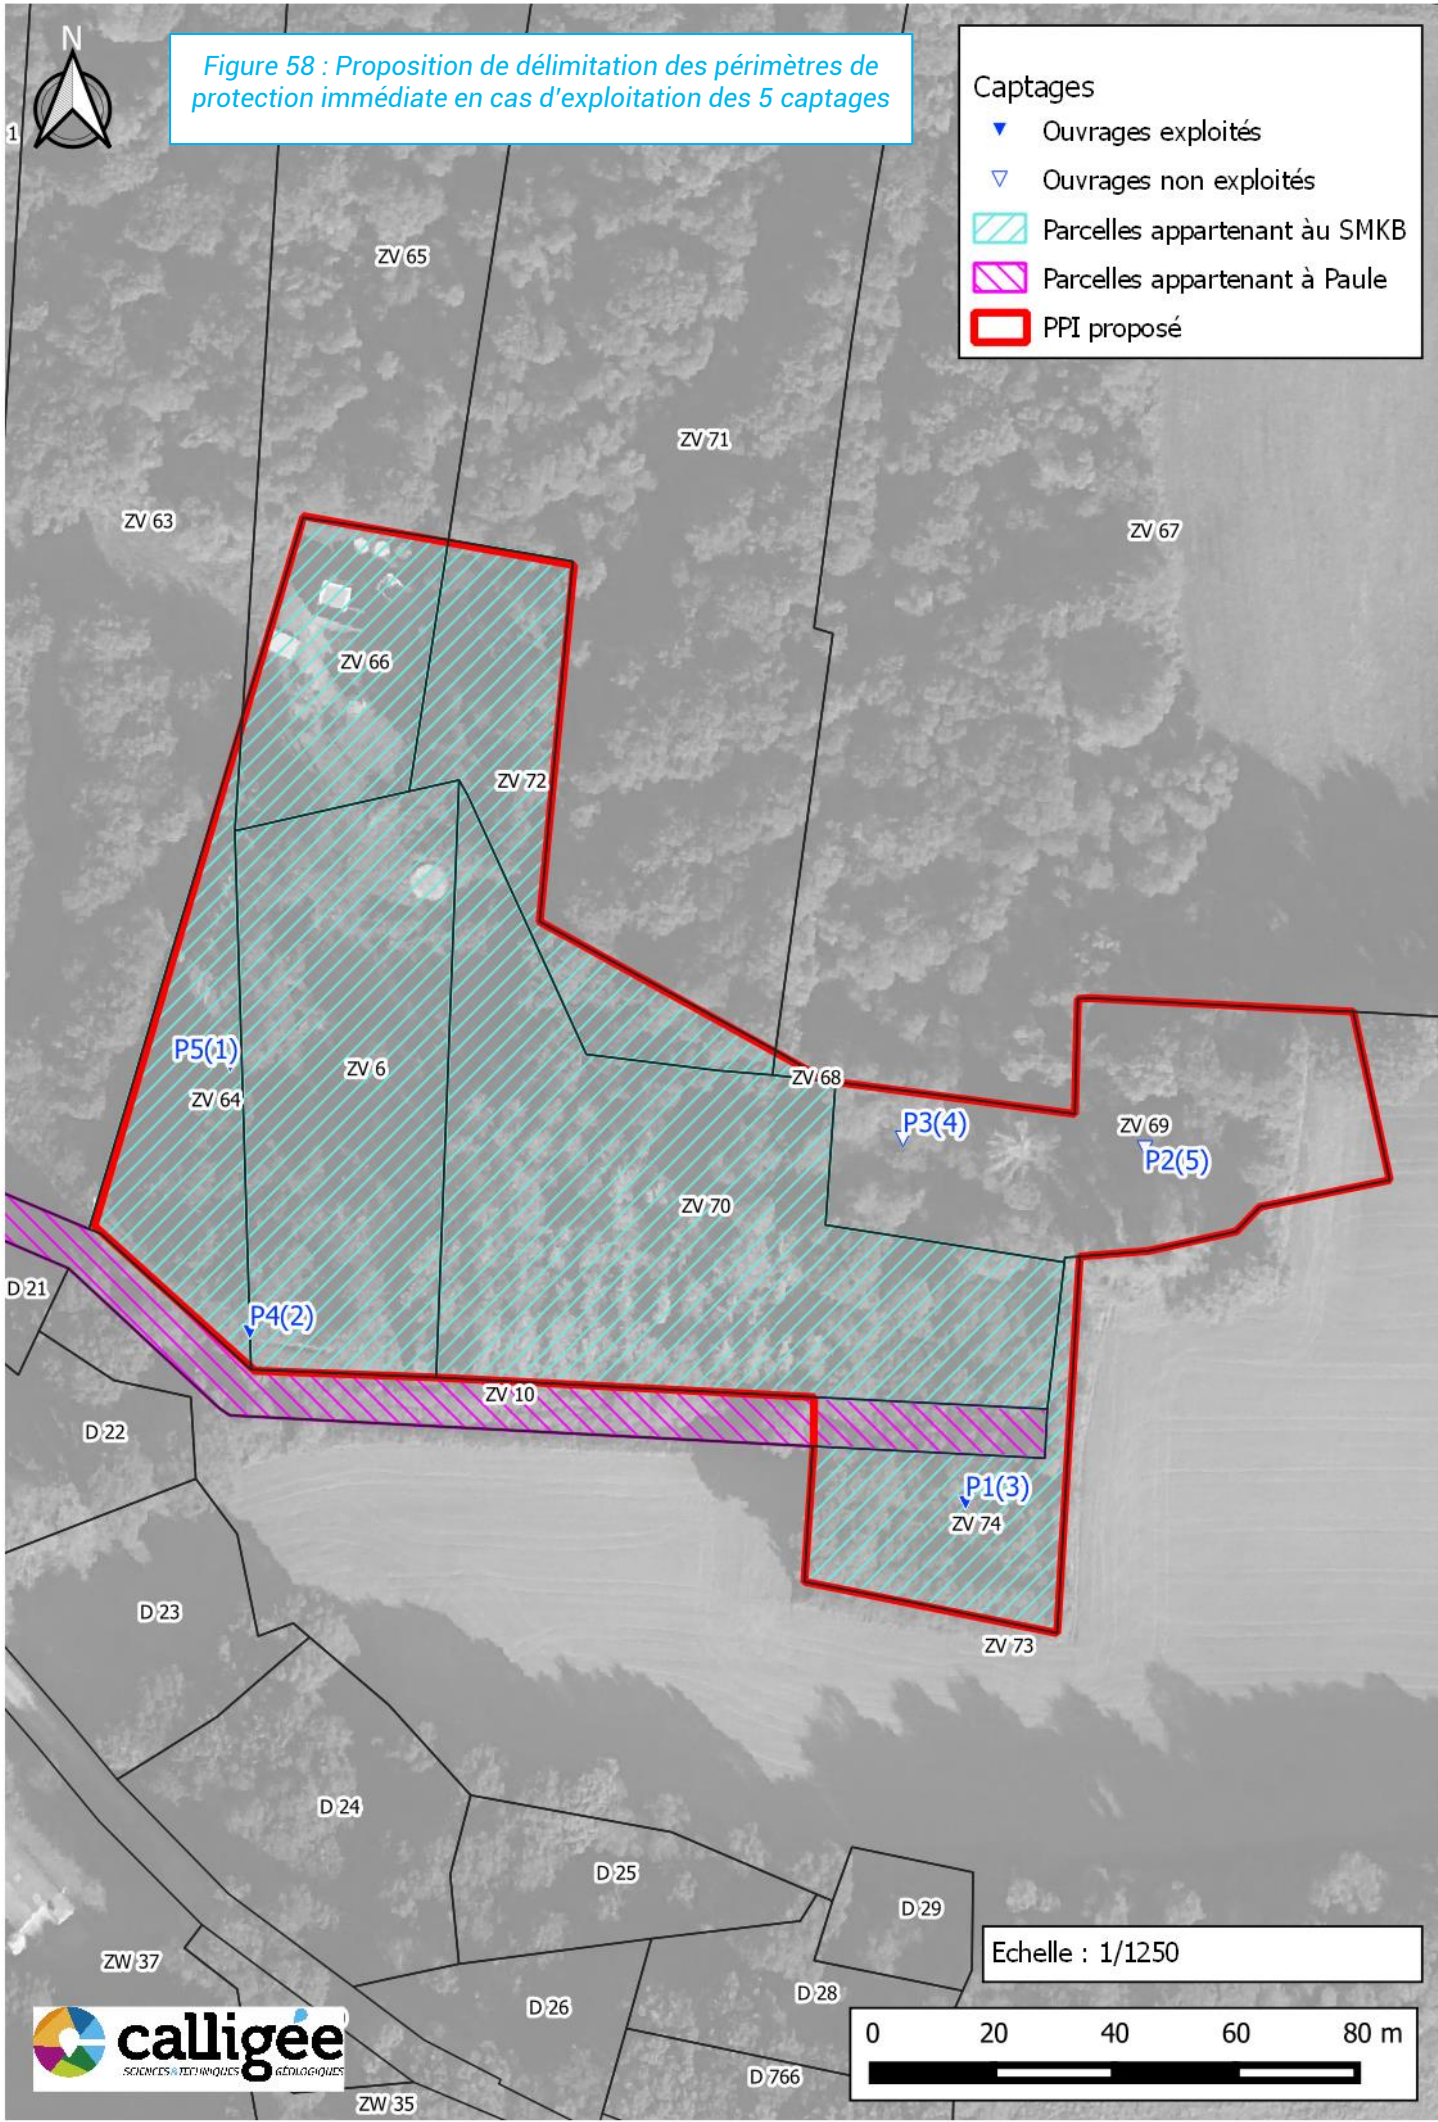 N
Figure 58 : Proposition de délimitation des périmètres de
protection immédiate en cas d'exploitation des 5 captages
Captages
Ouvrages exploités
Ouvrages non exploités
Parcelles appartenant àu SMKB
Parcelles appartenant à Paule
PPI proposé
1
ZV 65
ZV 71
ZV 63
ZV 67
ZV 66
ZV 72
P5(1)
ZV 6
ZV 64
ZV 68
P3(4)
ZV 69
P2(5)
ZV 70
D 21
P4(2)
ZV 10
D 22
P1(3)
ZV 74
D 23
ZV 73
D 24
D 25
D 29
Echelle : 1/1250
ZW 37
D 28
D 26
calligée
SCIENCES & TECHNIQUES GÉOLOGIQUES
0 20 40 60 80 m
D 766
ZW 35